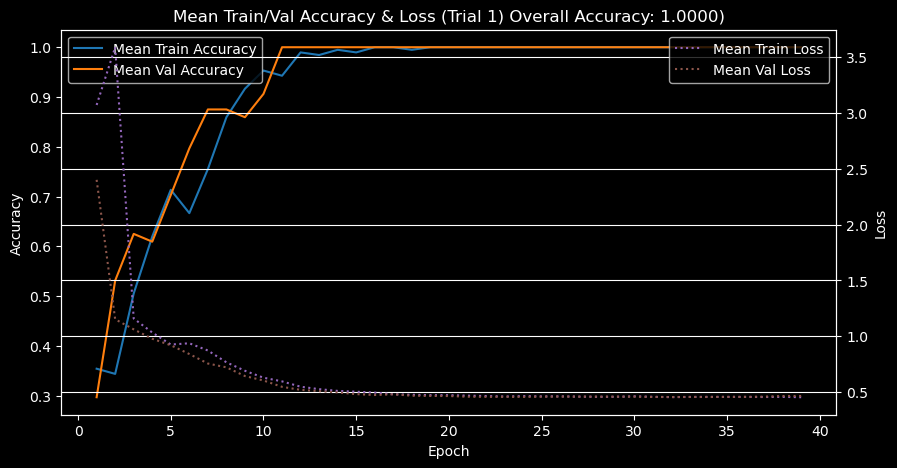 Mean Train/Val Accuracy & Loss (Trial 1) Overall Accuracy: 1.0000)
Mean Train Accuracy
Mean Val Accuracy
Mean Train Loss
Mean Val Loss
1.0
0.9
0.8
0.7
0.6
0.5
0.4
0.3
Accuracy
3.5
3.0
2.5
2.0
1.5
1.0
0.5
Loss
0 5 10 15 20 25 30 35 40
Epoch